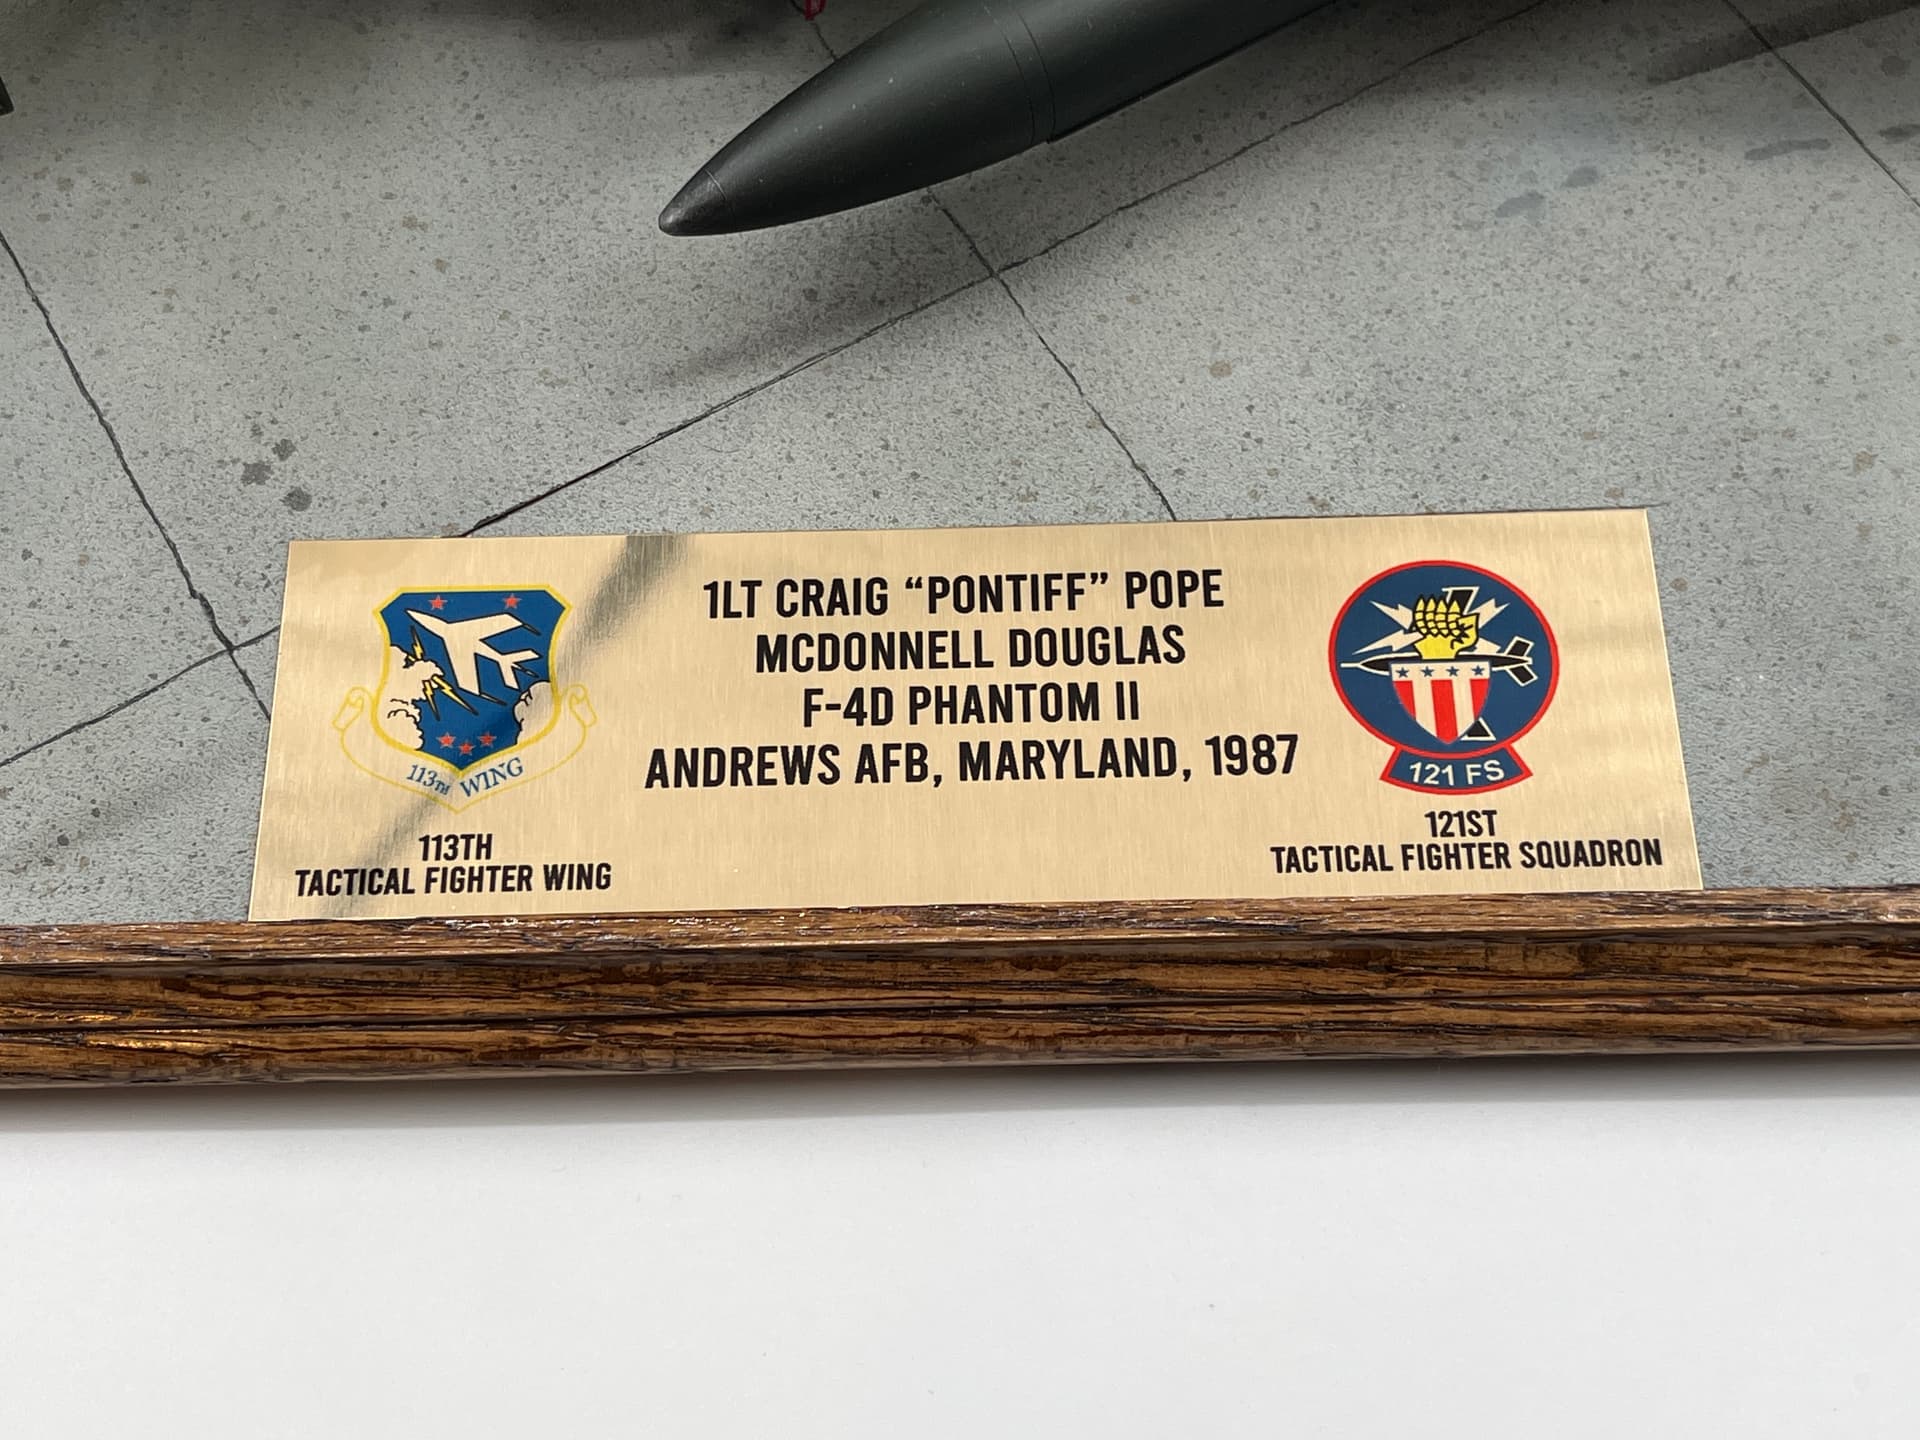 1LT CRAIG “PONTIFF” POPE
MCDONNELL DOUGLAS
F-4D PHANTOM II
ANDREWS AFB, MARYLAND, 1987
113TH WING
113TH
TACTICAL FIGHTER WING
121 FS
121ST
TACTICAL FIGHTER SQUADRON